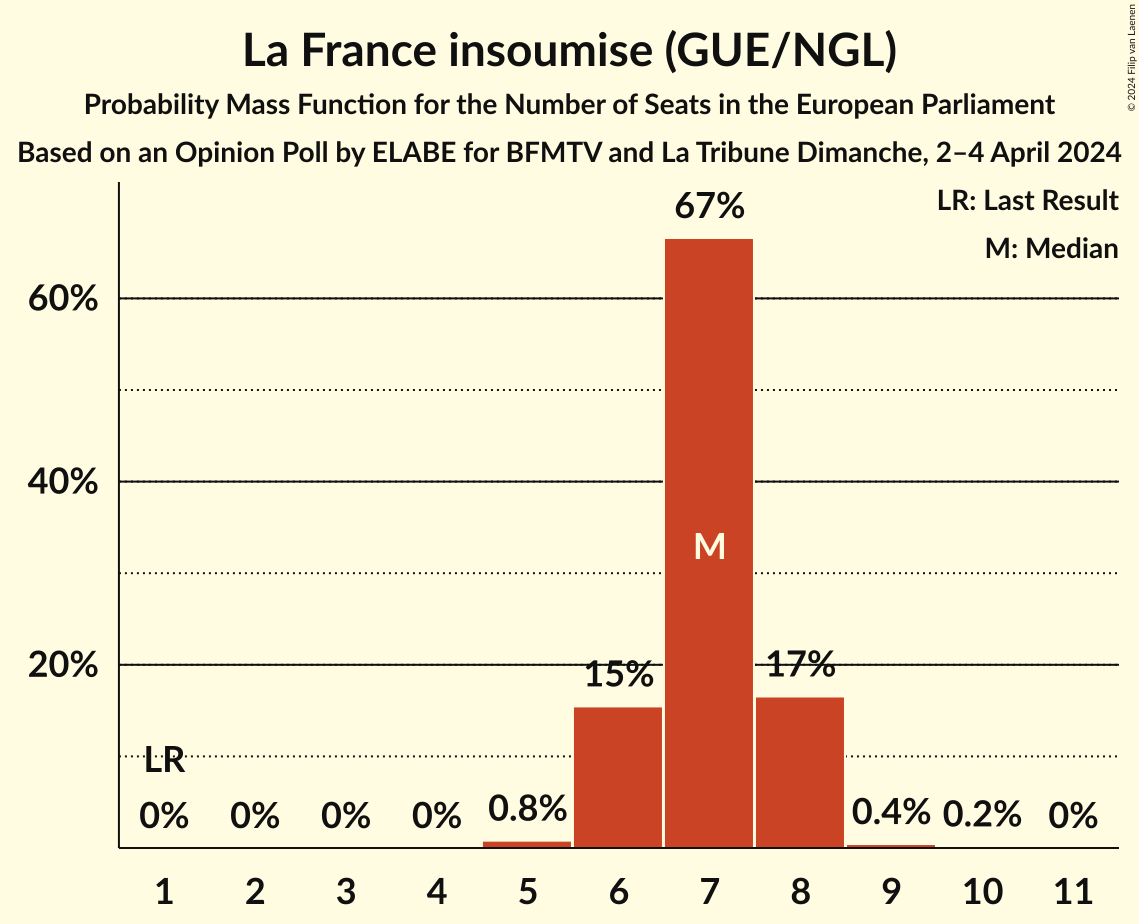 La France insoumise (GUE/NGL)
Probability Mass Function for the Number of Seats in the European Parliament
Based on an Opinion Poll by ELABE for BFMTV and La Tribune Dimanche, 2–4 April 2024
© 2024 Filip van Laenen
LR: Last Result
M: Median
67%
60%
40%
M
20%
15%
17%
LR
0%
0%
0%
0%
0.8%
0.4%
0.2%
0%
1 2 3 4 5 6 7 8 9 10 11